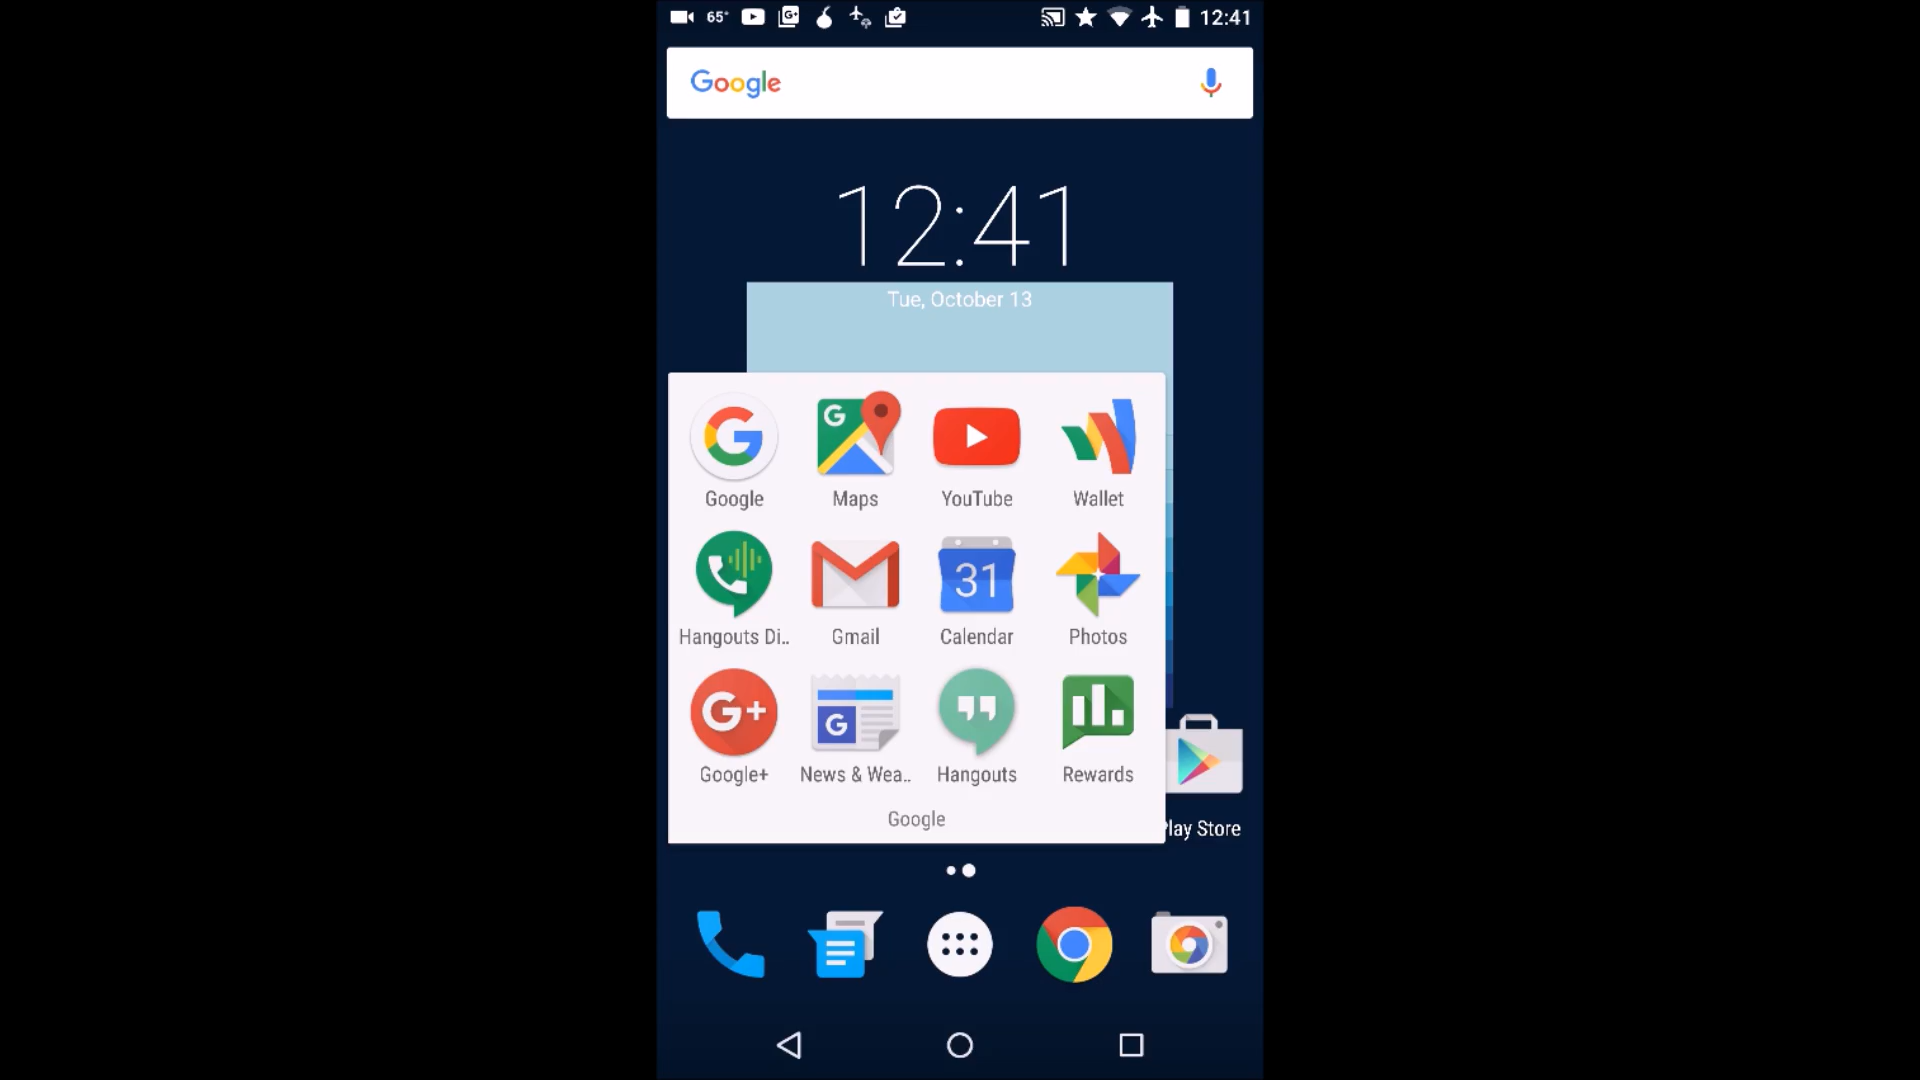 65° G+ 12:41
Google
12:41
Tue, October 13
G G
Google Maps YouTube Wallet
31
Hangouts Di.. Gmail Calendar Photos
G+ G
Google+ News & Wea.. Hangouts Rewards
Google
lay Store